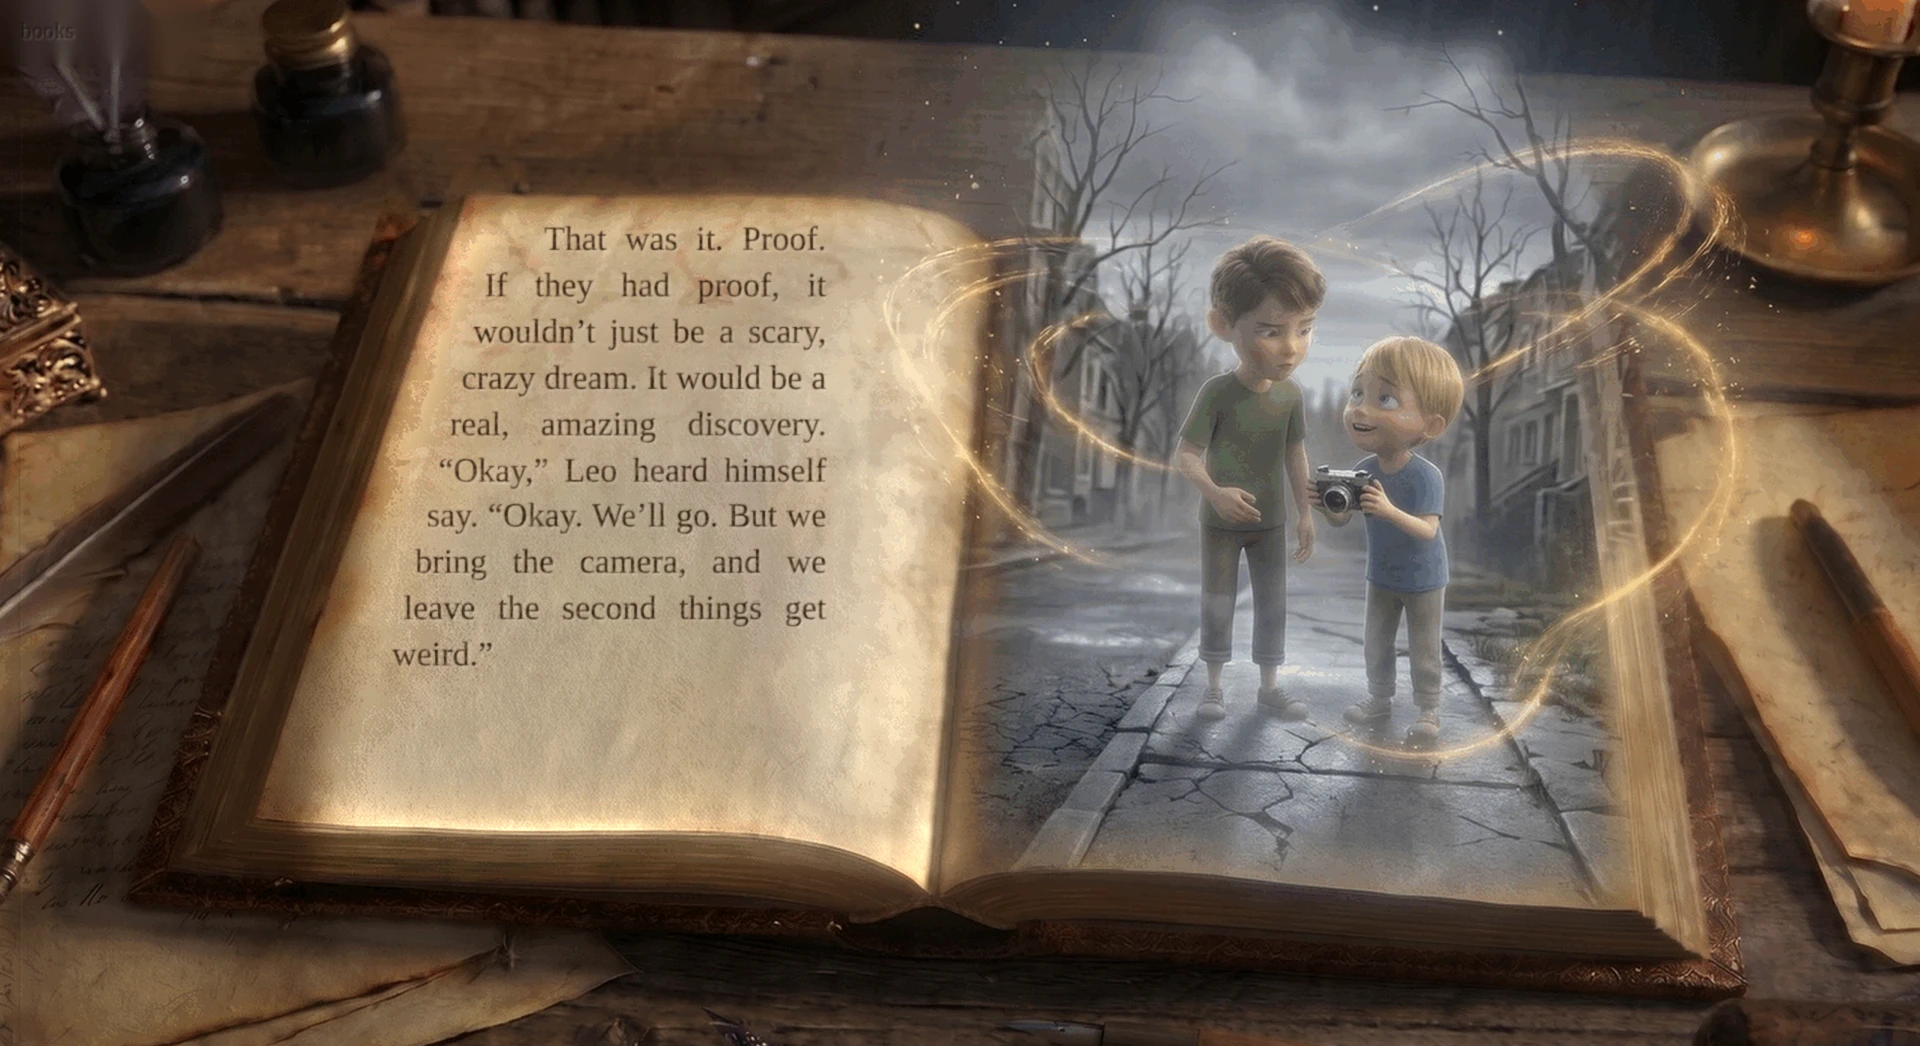 books
That was it. Proof.
If they had proof, it
wouldn’t just be a scary,
crazy dream. It would be a
real, amazing discovery.
“Okay,” Leo heard himself
say. “Okay. We’ll go. But we
bring the camera, and we
leave the second things get
weird.”